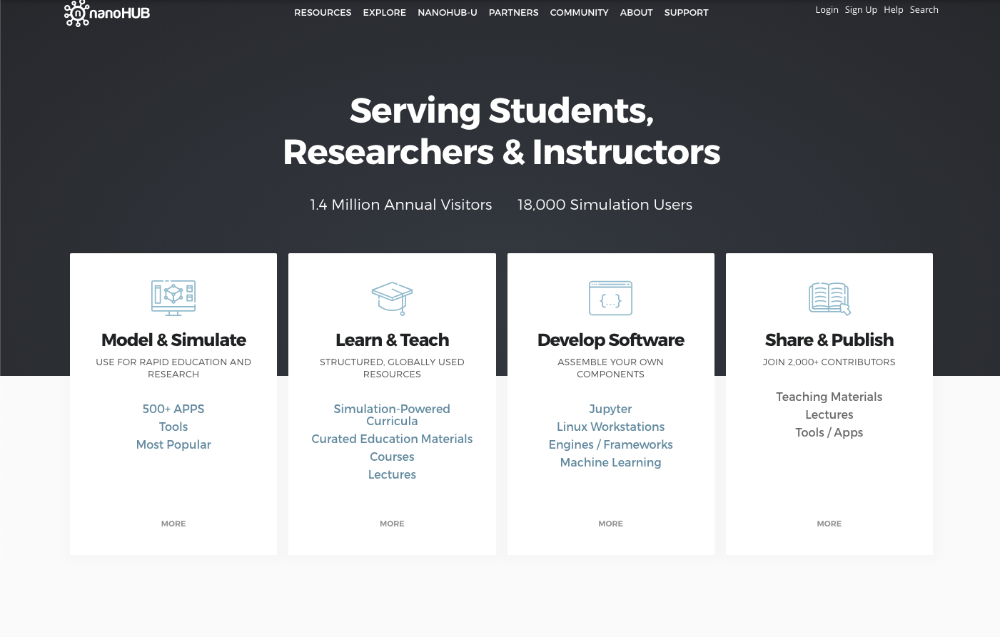 nanoHUB
RESOURCES EXPLORE NANOHUB-U PARTNERS COMMUNITY ABOUT SUPPORT
Login Sign Up Help Search
Serving Students,
Researchers & Instructors
1.4 Million Annual Visitors 18,000 Simulation Users
Model & Simulate
USE FOR RAPID EDUCATION AND
RESEARCH
500+ APPS
Tools
Most Popular
MORE
Learn & Teach
STRUCTURED, GLOBALLY USED
RESOURCES
Simulation-Powered
Curricula
Curated Education Materials
Courses
Lectures
MORE
Develop Software
ASSEMBLE YOUR OWN
COMPONENTS
Jupyter
Linux Workstations
Engines / Frameworks
Machine Learning
MORE
Share & Publish
JOIN 2,000+ CONTRIBUTORS
Teaching Materials
Lectures
Tools / Apps
MORE